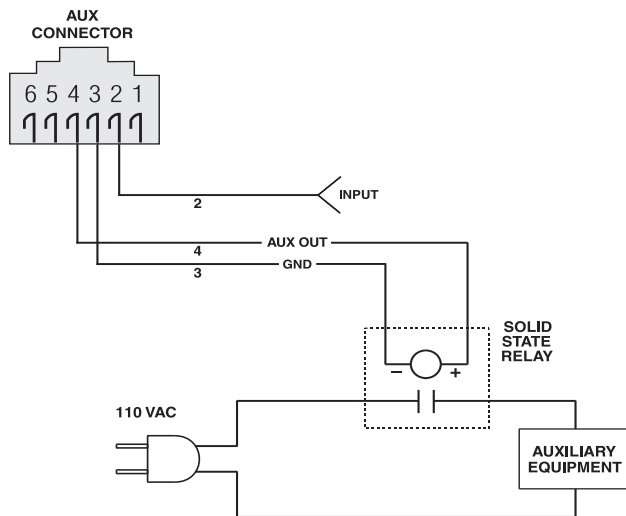 AUX
CONNECTOR
6 5 4 3 2 1
2
INPUT
4
AUX OUT
3
GND
SOLID
STATE
RELAY
− +
110 VAC
AUXILIARY
EQUIPMENT